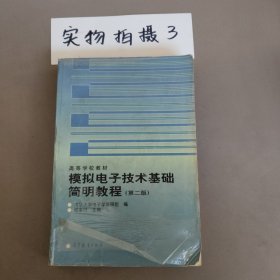 实物拍摄3
高等学校教材
模拟电子技术基础
简明教程(第二版)
编